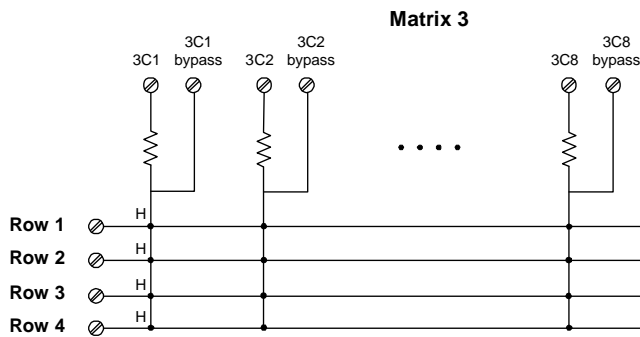 Matrix 3
3C1
3C1 bypass
3C2
3C2 bypass
3C8
3C8 bypass
H
Row 1
H
Row 2
H
Row 3
H
Row 4